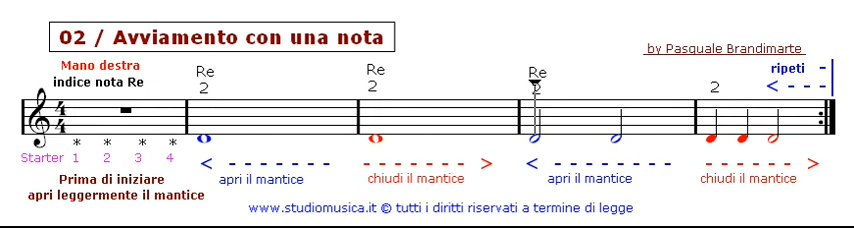 02 / Avviamento con una nota
by Pasquale Brandimarte
Mano destra
indice nota Re
Re
2
Re
2
Re
2
2
ripeti -
< - - - -
4
4
* * * *
Starter 1 2 3 4
< - - - - - - -
- - - - - - - >
< - - - - - - -
- - - - - - - >
Prima di iniziare
apri leggermente il mantice
apri il mantice
chiudi il mantice
apri il mantice
chiudi il mantice
www.studiomusica.it © tutti i diritti riservati a termine di legge